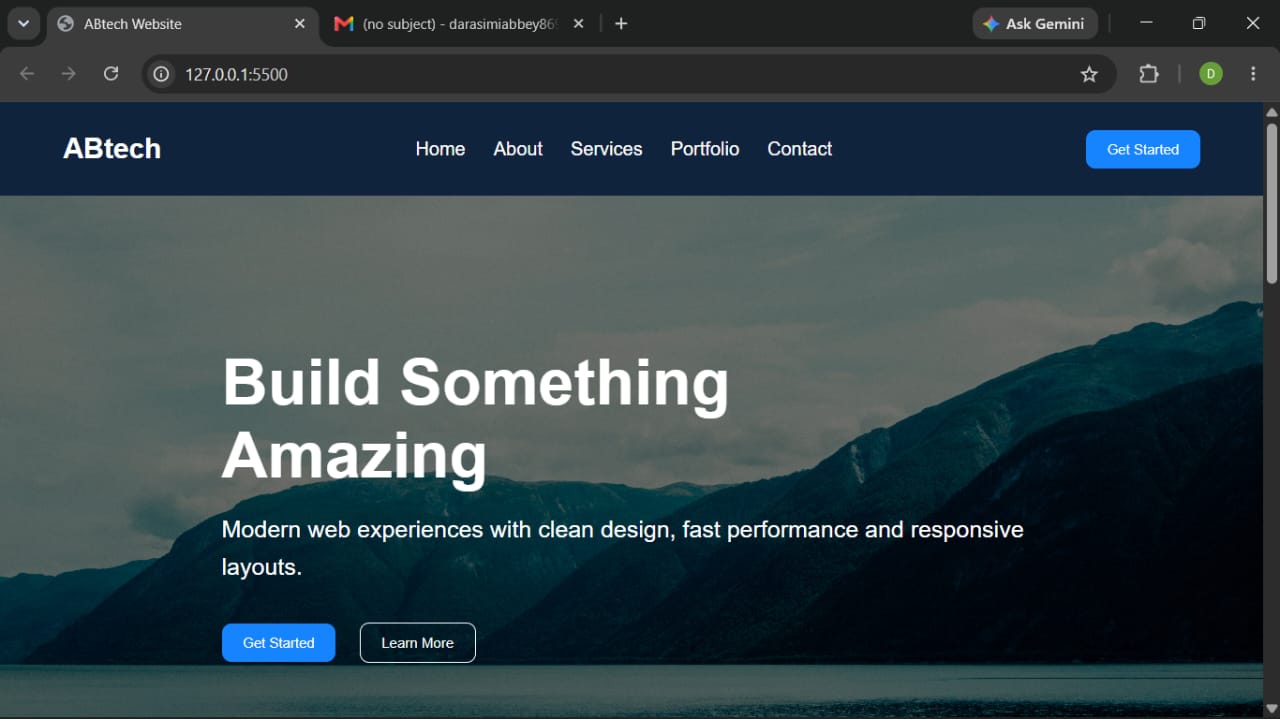 ABtech Website
(no subject) - darasimiabbey86
Ask Gemini
127.0.0.1:5500
D
ABtech
Home About Services Portfolio Contact
Get Started
Build Something
Amazing
Modern web experiences with clean design, fast performance and responsive
layouts.
Get Started
Learn More